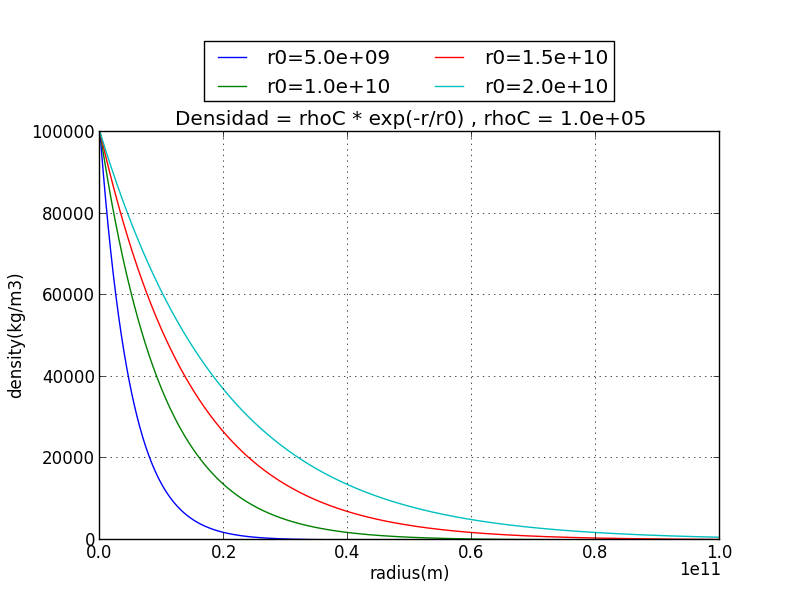 r0=5.0e+09 r0=1.5e+10
r0=1.0e+10 r0=2.0e+10
Densidad = rhoC * exp(-r/r0) , rhoC = 1.0e+05
100000
80000
60000
40000
20000
0
density(kg/m3)
0.0 0.2 0.4 0.6 0.8 1.0
1e11
radius(m)